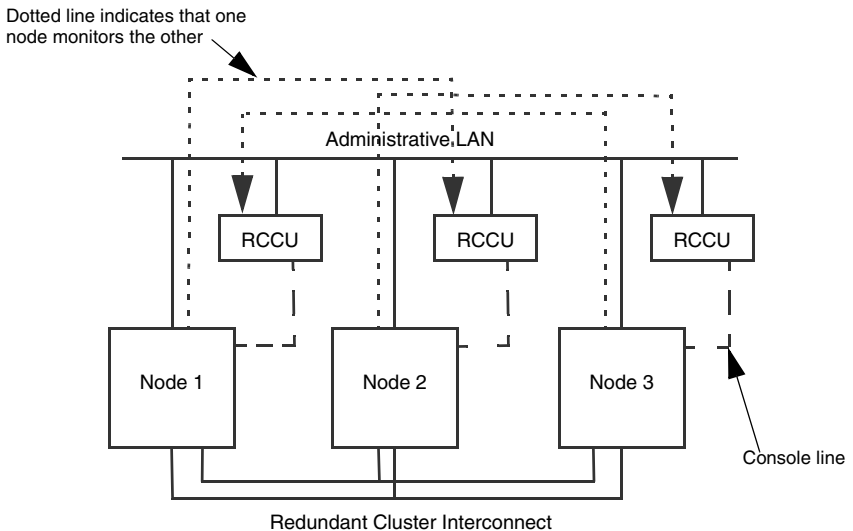 Dotted line indicates that one
node monitors the other
Administrative LAN
RCCU
RCCU
RCCU
Node 1
Node 2
Node 3
Console line
Redundant Cluster Interconnect